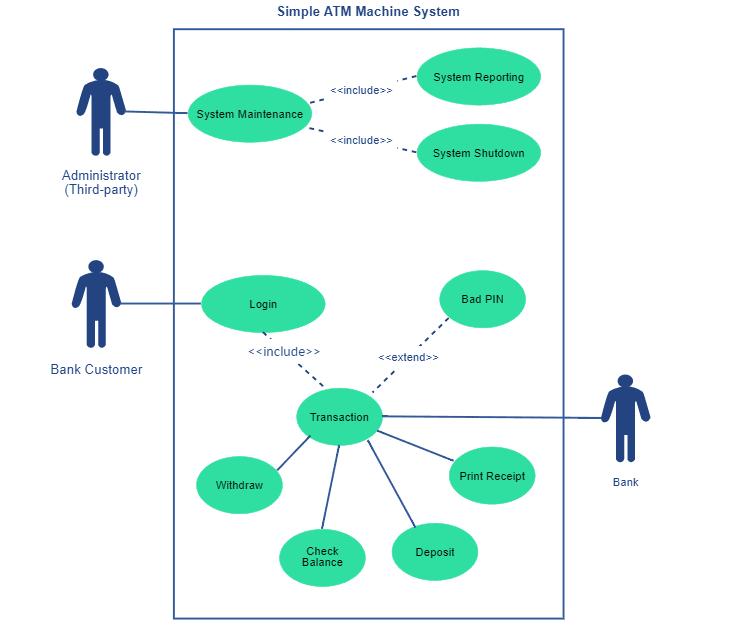 Simple ATM Machine System
System Reporting
<<include>>
System Maintenance
<<include>>
System Shutdown
Administrator
(Third-party)
Login
Bad PIN
<<include>>
<<extend>>
Bank Customer
Transaction
Bank
Withdraw
Print Receipt
Check
Balance
Deposit